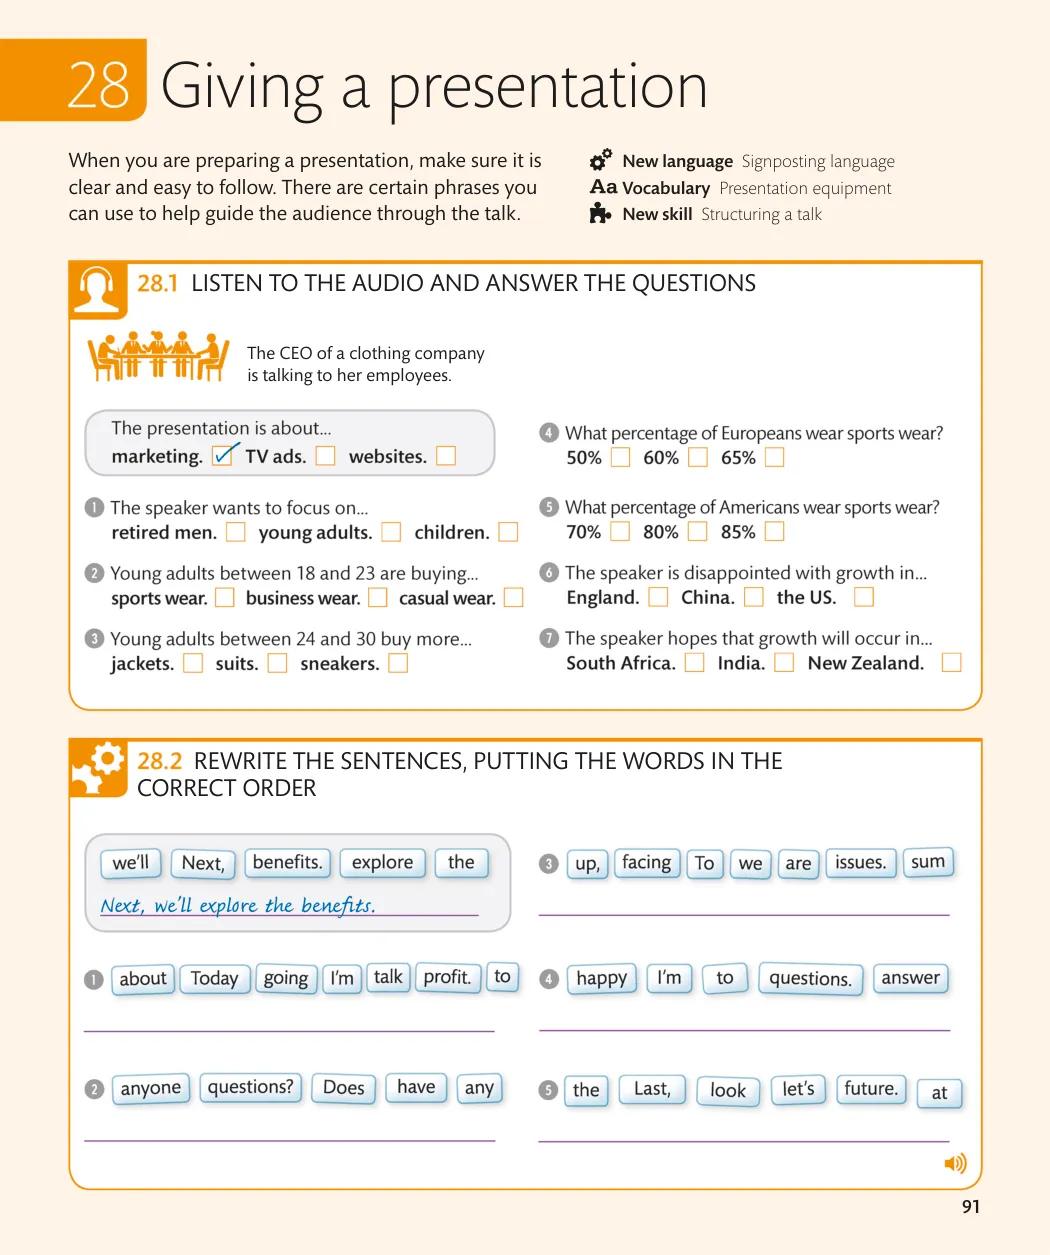 28 Giving a presentation
When you are preparing a presentation, make sure it is
clear and easy to follow. There are certain phrases you
can use to help guide the audience through the talk.
New language Signposting language
Aa Vocabulary Presentation equipment
New skill Structuring a talk
28.1 LISTEN TO THE AUDIO AND ANSWER THE QUESTIONS
The CEO of a clothing company
is talking to her employees.
The presentation is about...
marketing. ✓ TV ads. websites.
1 The speaker wants to focus on...
retired men. young adults. children.
2 Young adults between 18 and 23 are buying...
sports wear. business wear. casual wear.
3 Young adults between 24 and 30 buy more...
jackets. suits. sneakers.
4 What percentage of Europeans wear sports wear?
50% 60% 65%
5 What percentage of Americans wear sports wear?
70% 80% 85%
6 The speaker is disappointed with growth in...
England. China. the US.
7 The speaker hopes that growth will occur in...
South Africa. India. New Zealand.
28.2 REWRITE THE SENTENCES, PUTTING THE WORDS IN THE
CORRECT ORDER
we'll Next, benefits. explore the
Next, we'll explore the benefits.
1 about Today going I'm talk profit. to
2 anyone questions? Does have any
3 up, facing To we are issues. sum
4 happy I'm to questions. answer
5 the Last, look let's future. at
91